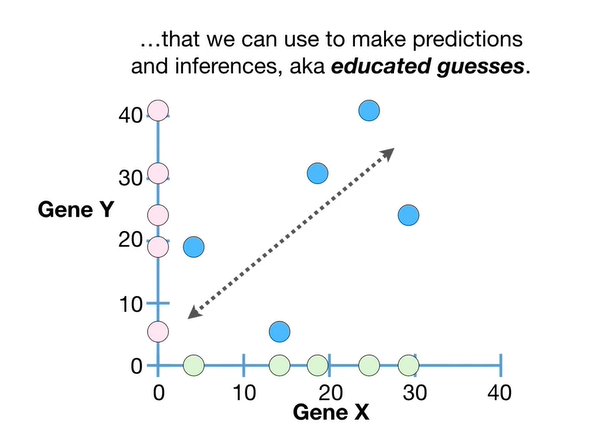 ...that we can use to make predictions
and inferences, aka educated guesses.
40
30
Gene Y
20
10
0
0 10 20 30 40
Gene X